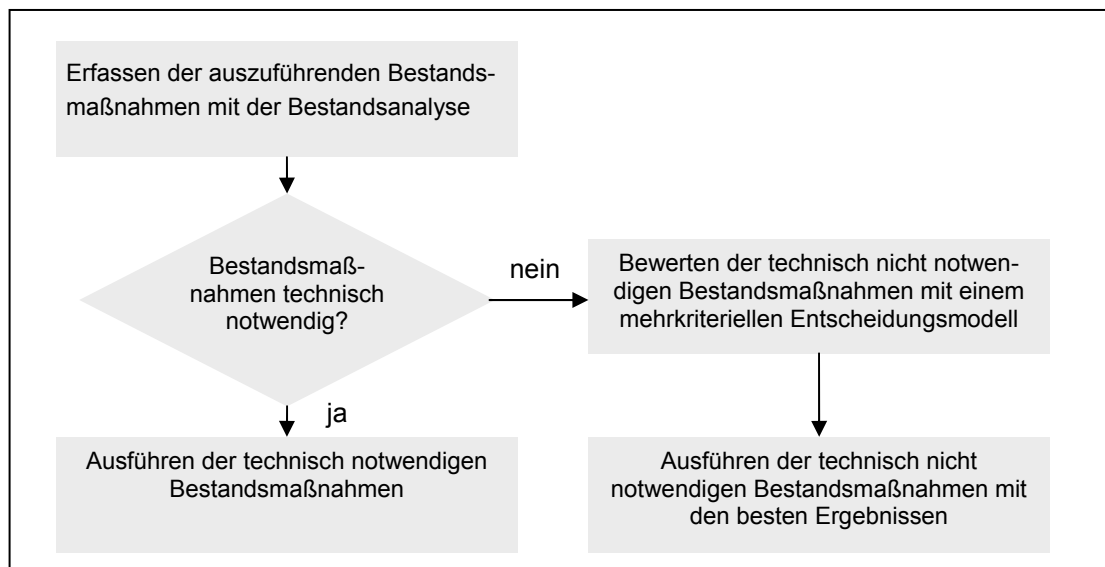 Erfassen der auszuführenden Bestands-
maßnahmen mit der Bestandsanalyse
Bestandsmaß-
nahmen technisch
notwendig?
nein
Bewerten der technisch nicht notwen-
digen Bestandsmaßnahmen mit einem
mehrkriteriellen Entscheidungsmodell
ja
Ausführen der technisch notwendigen
Bestandsmaßnahmen
Ausführen der technisch nicht
notwendigen Bestandsmaßnahmen mit
den besten Ergebnissen